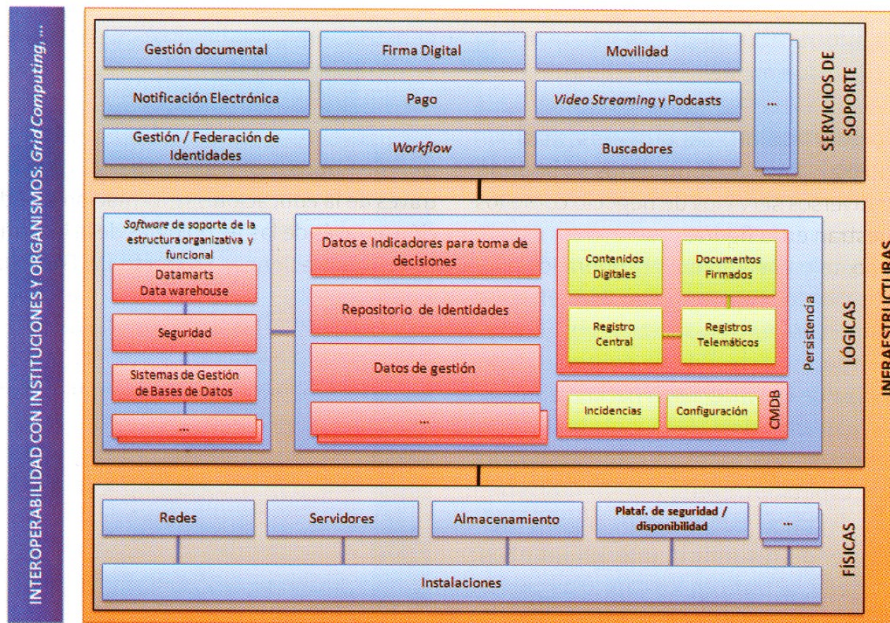 INTEROPERABILIDAD CON INSTITUCIONES Y ORGANISMOS: Grid Computing, ...
Gestión documental
Firma Digital
Movilidad
Notificación Electrónica
Pago
Video Streaming y Podcasts
Gestión / Federación de
Identidades
Workflow
Buscadores
...
SERVICIOS DE
SOPORTE
Software de soporte de la
estructura organizativa y
funcional
Datamarts
Data warehouse
Seguridad
Sistemas de Gestión
de Bases de Datos
...
Datos e Indicadores para toma de
decisiones
Repositorio de Identidades
Datos de gestión
...
Contenidos
Digitales
Documentos
Firmados
Registro
Central
Registros
Telemáticos
Incidencias
Configuración
CMDB
Persistencia
LÓGICAS
INFRAESTRUCTURAS
Redes
Servidores
Almacenamiento
Plataf. de seguridad /
disponibilidad
...
Instalaciones
FÍSICAS